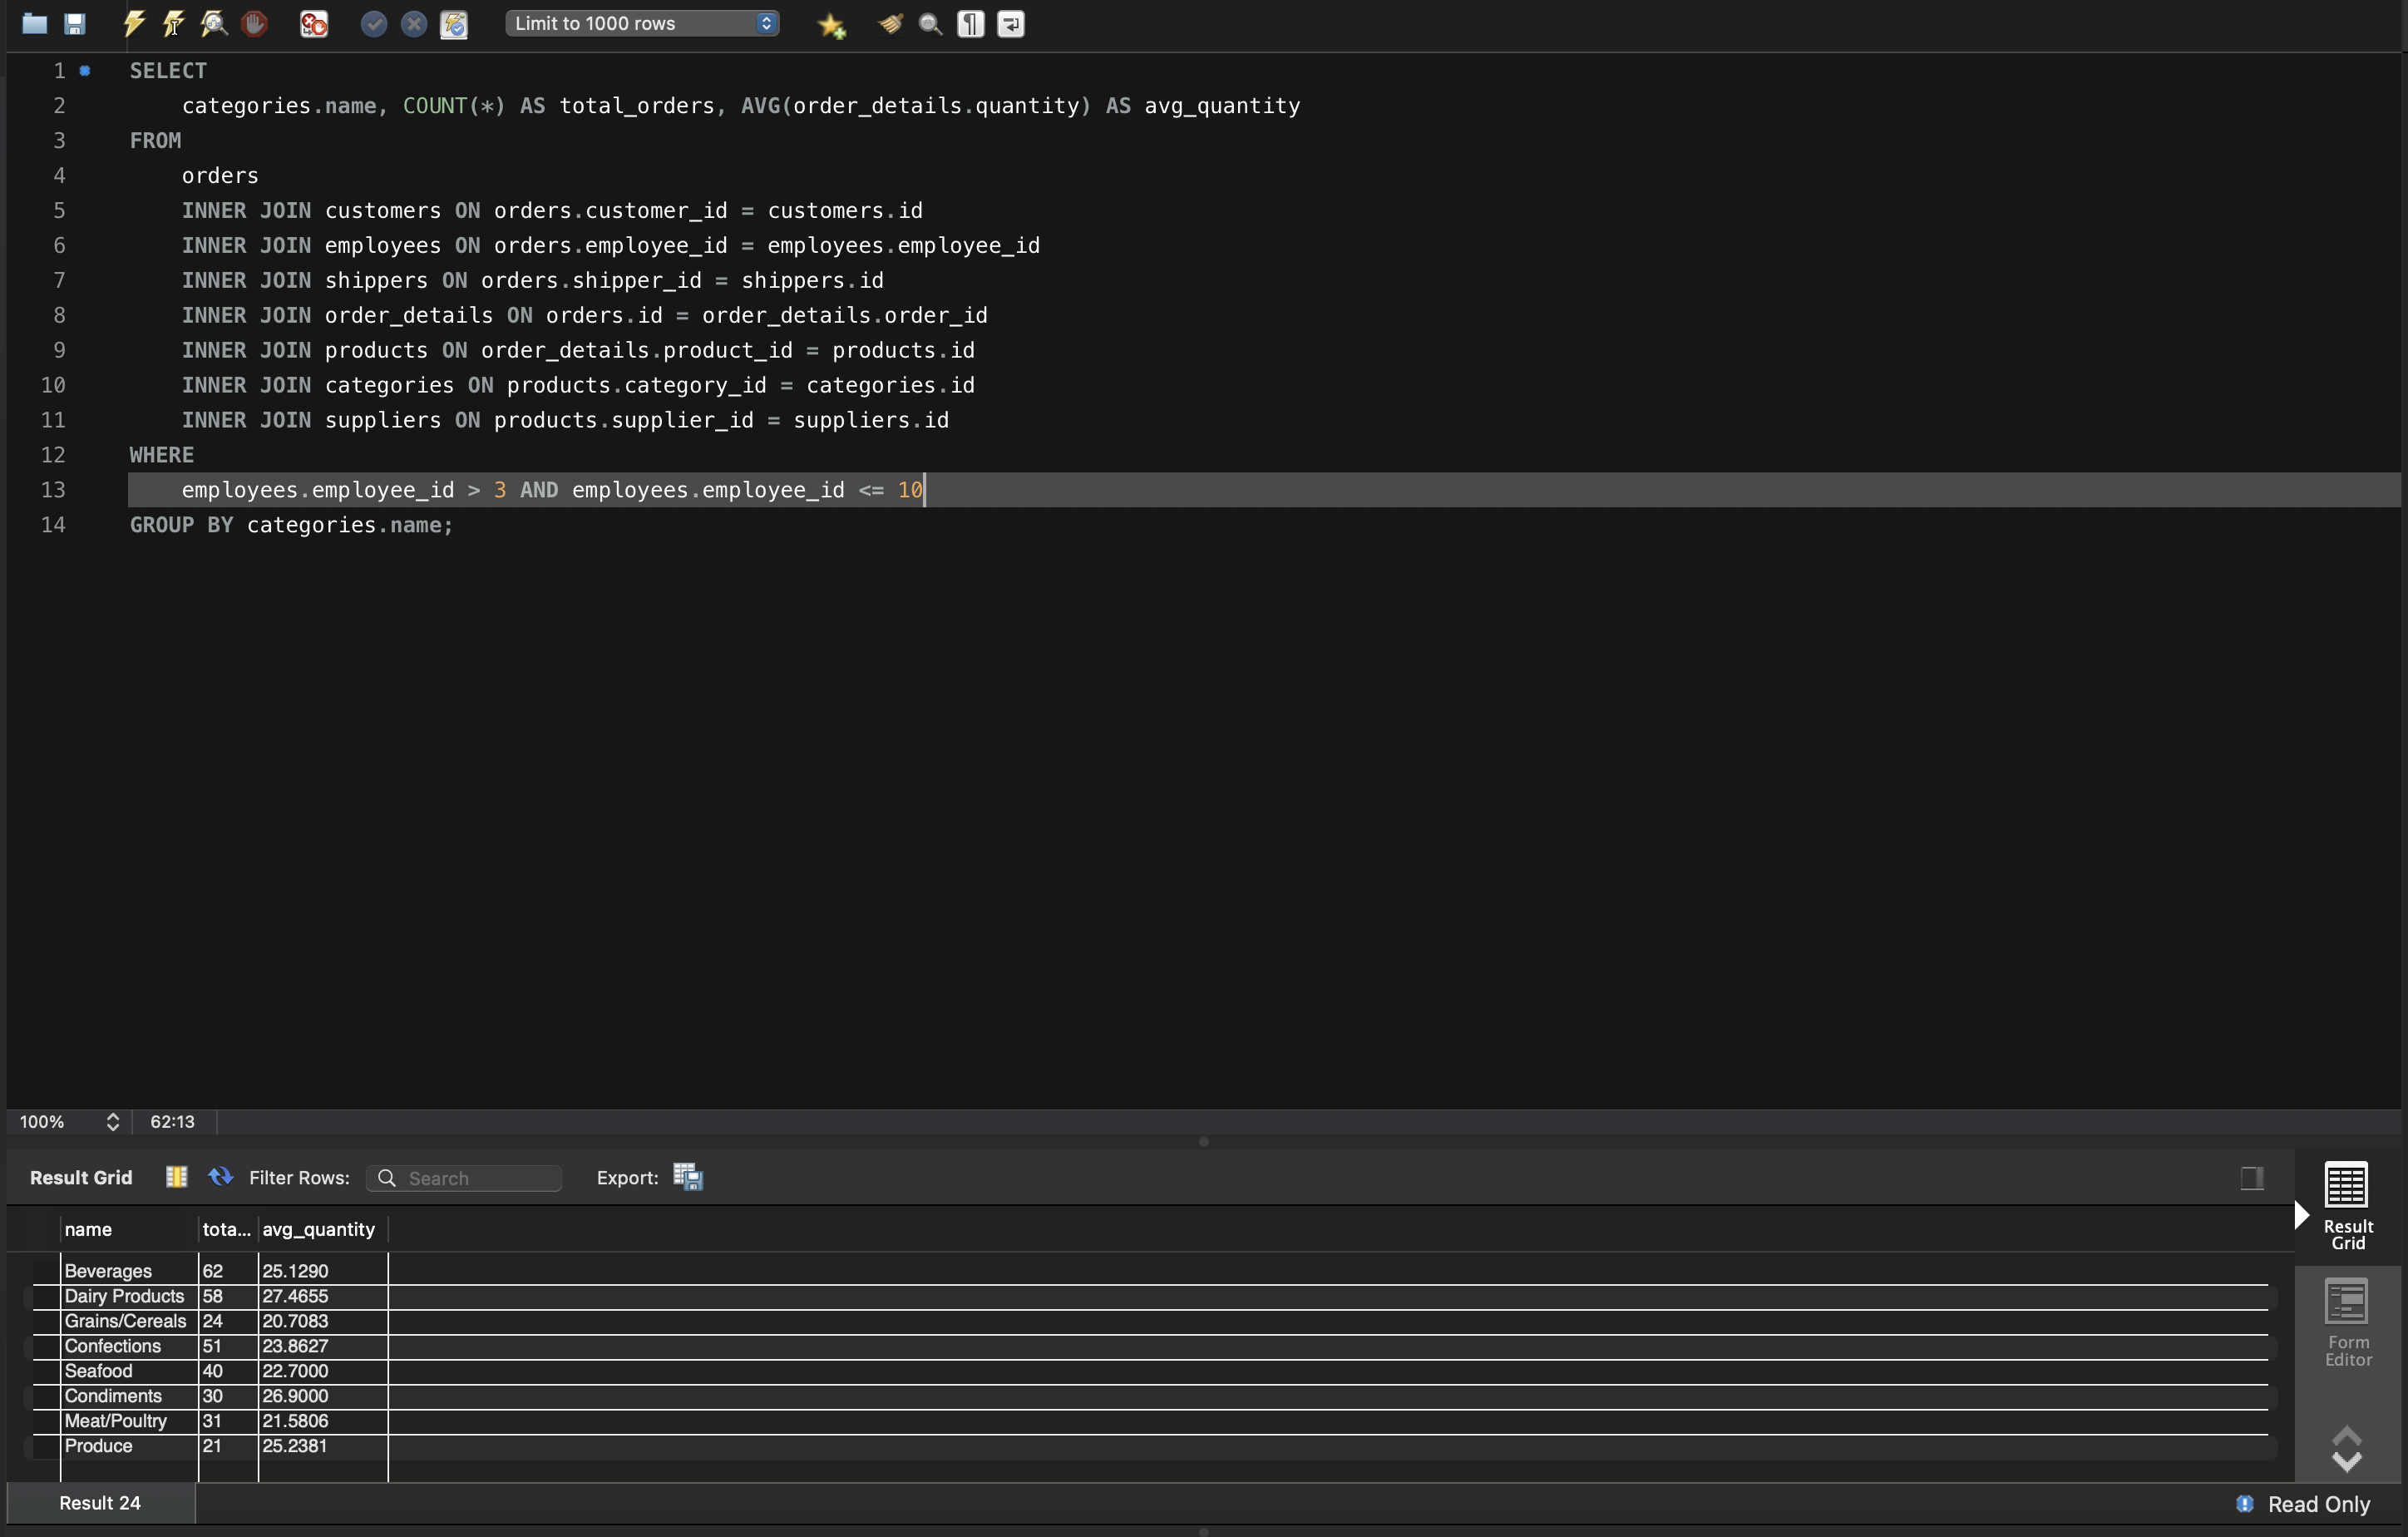 Limit to 1000 rows
1 SELECT
2 categories.name, COUNT(*) AS total_orders, AVG(order_details.quantity) AS avg_quantity
3 FROM
4 orders
5 INNER JOIN customers ON orders.customer_id = customers.id
6 INNER JOIN employees ON orders.employee_id = employees.employee_id
7 INNER JOIN shippers ON orders.shipper_id = shippers.id
8 INNER JOIN order_details ON orders.id = order_details.order_id
9 INNER JOIN products ON order_details.product_id = products.id
10 INNER JOIN categories ON products.category_id = categories.id
11 INNER JOIN suppliers ON products.supplier_id = suppliers.id
12 WHERE
13 employees.employee_id > 3 AND employees.employee_id <= 10
14 GROUP BY categories.name;
100% 62:13
Result Grid Filter Rows: Search Export:
name tota... avg_quantity
Beverages 62 25.1290
Dairy Products 58 27.4655
Grains/Cereals 24 20.7083
Confections 51 23.8627
Seafood 40 22.7000
Condiments 30 26.9000
Meat/Poultry 31 21.5806
Produce 21 25.2381
Result
Grid
Form
Editor
Result 24 Read Only